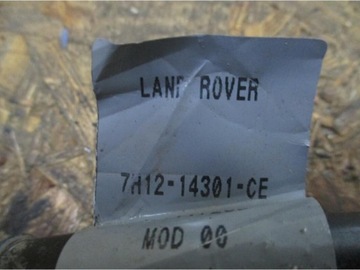 LAND ROVER
7H12-14301-CE
MOD 00